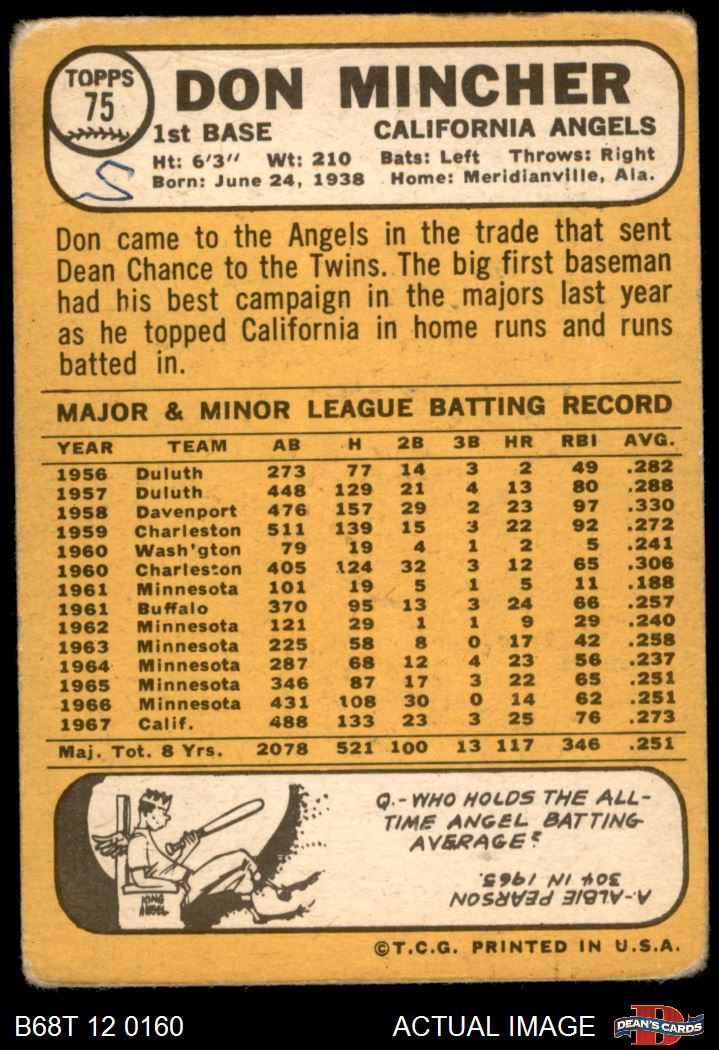 TOPPS
75
DON MINCHER
1st BASE CALIFORNIA ANGELS
Ht: 6'3" Wt: 210 Bats: Left Throws: Right
Born: June 24, 1938 Home: Meridianville, Ala.
Don came to the Angels in the trade that sent
Dean Chance to the Twins. The big first baseman
had his best campaign in the majors last year
as he topped California in home runs and runs
batted in.
MAJOR & MINOR LEAGUE BATTING RECORD
YEAR TEAM AB H 2B 3B HR RBI AVG.
1956 Duluth 273 77 14 3 2 49 .282
1957 Duluth 448 129 21 4 13 80 .288
1958 Davenport 476 157 29 2 23 97 .330
1959 Charleston 511 139 15 3 22 92 .272
1960 Wash'gton 79 19 4 1 2 5 .241
1960 Charleston 405 124 32 3 12 65 .306
1961 Minnesota 101 19 5 1 5 11 .188
1961 Buffalo 370 95 13 3 24 66 .257
1962 Minnesota 121 29 1 1 9 29 .240
1963 Minnesota 225 58 8 0 17 42 .258
1964 Minnesota 287 68 12 4 23 56 .237
1965 Minnesota 346 87 17 3 22 65 .251
1966 Minnesota 431 108 30 0 14 62 .251
1967 Calif. 488 133 23 3 25 76 .273
Maj. Tot. 8 Yrs. 2078 521 100 13 117 346 .251
Q.-WHO HOLDS THE ALL-
TIME ANGEL BATTING
AVERAGE?
A-ALBIE PEARSON
304 IN 1965.
KING
ANGEL
©T.C.G. PRINTED IN U.S.A.
B68T 12 0160 ACTUAL IMAGE
D
DEAN'S CARDS